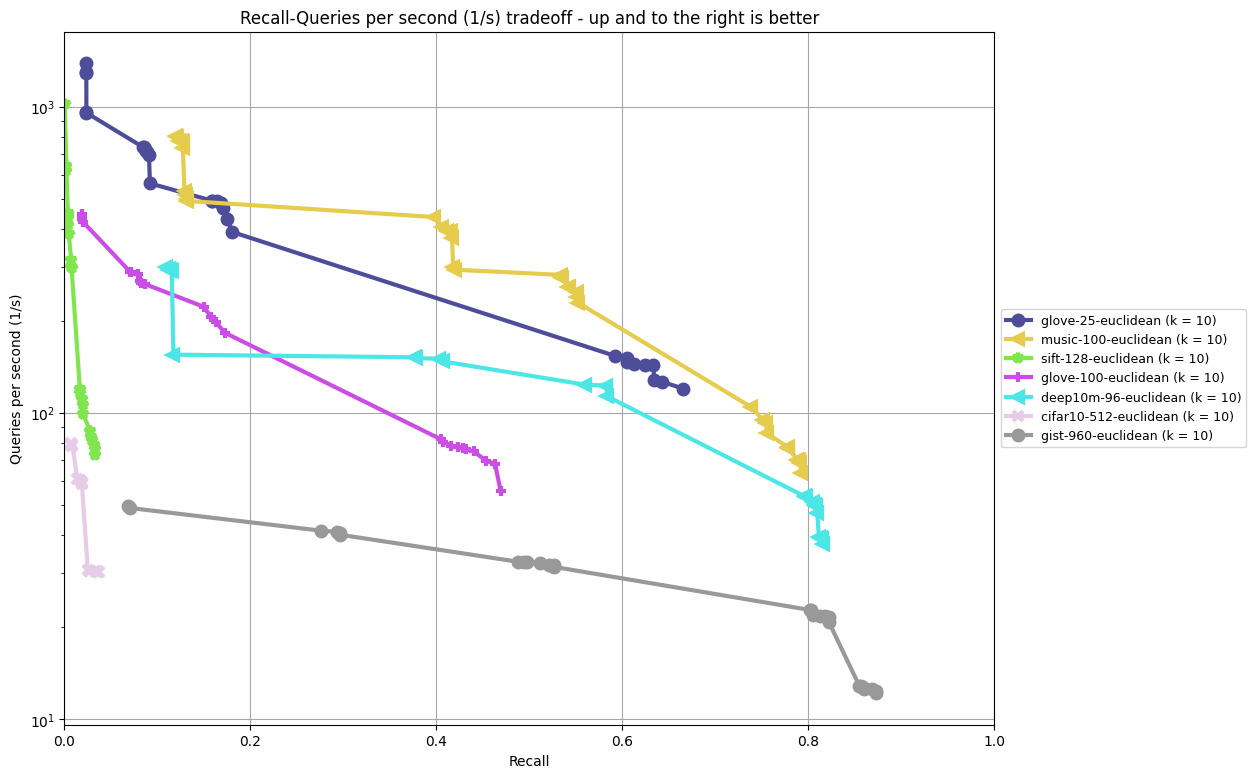 Recall-Queries per second (1/s) tradeoff - up and to the right is better
Queries per second (1/s)
10³
10²
10¹
0.0 0.2 0.4 0.6 0.8 1.0
Recall
glove-25-euclidean (k = 10)
music-100-euclidean (k = 10)
sift-128-euclidean (k = 10)
glove-100-euclidean (k = 10)
deep10m-96-euclidean (k = 10)
cifar10-512-euclidean (k = 10)
gist-960-euclidean (k = 10)